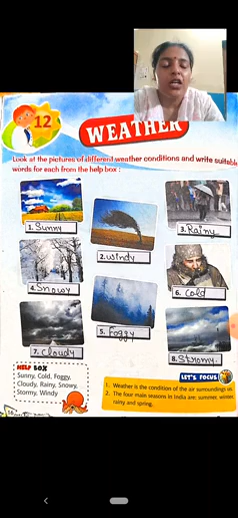 12
WEATHER
Look at the pictures of different weather conditions and write suitable
words for each from the help box :
1. Sunny
2. windy
3. Rainy
4. Snowy
5. Foggy
6. Cold
7. Cloudy
8. Stromy.
HELP BOX
Sunny, Cold, Foggy,
Cloudy, Rainy, Snowy,
Stormy, Windy
LET'S FOCUS
1. Weather is the condition of the air surrounding us
2. The four main seasons in India are: summer, winter,
rainy and spring.